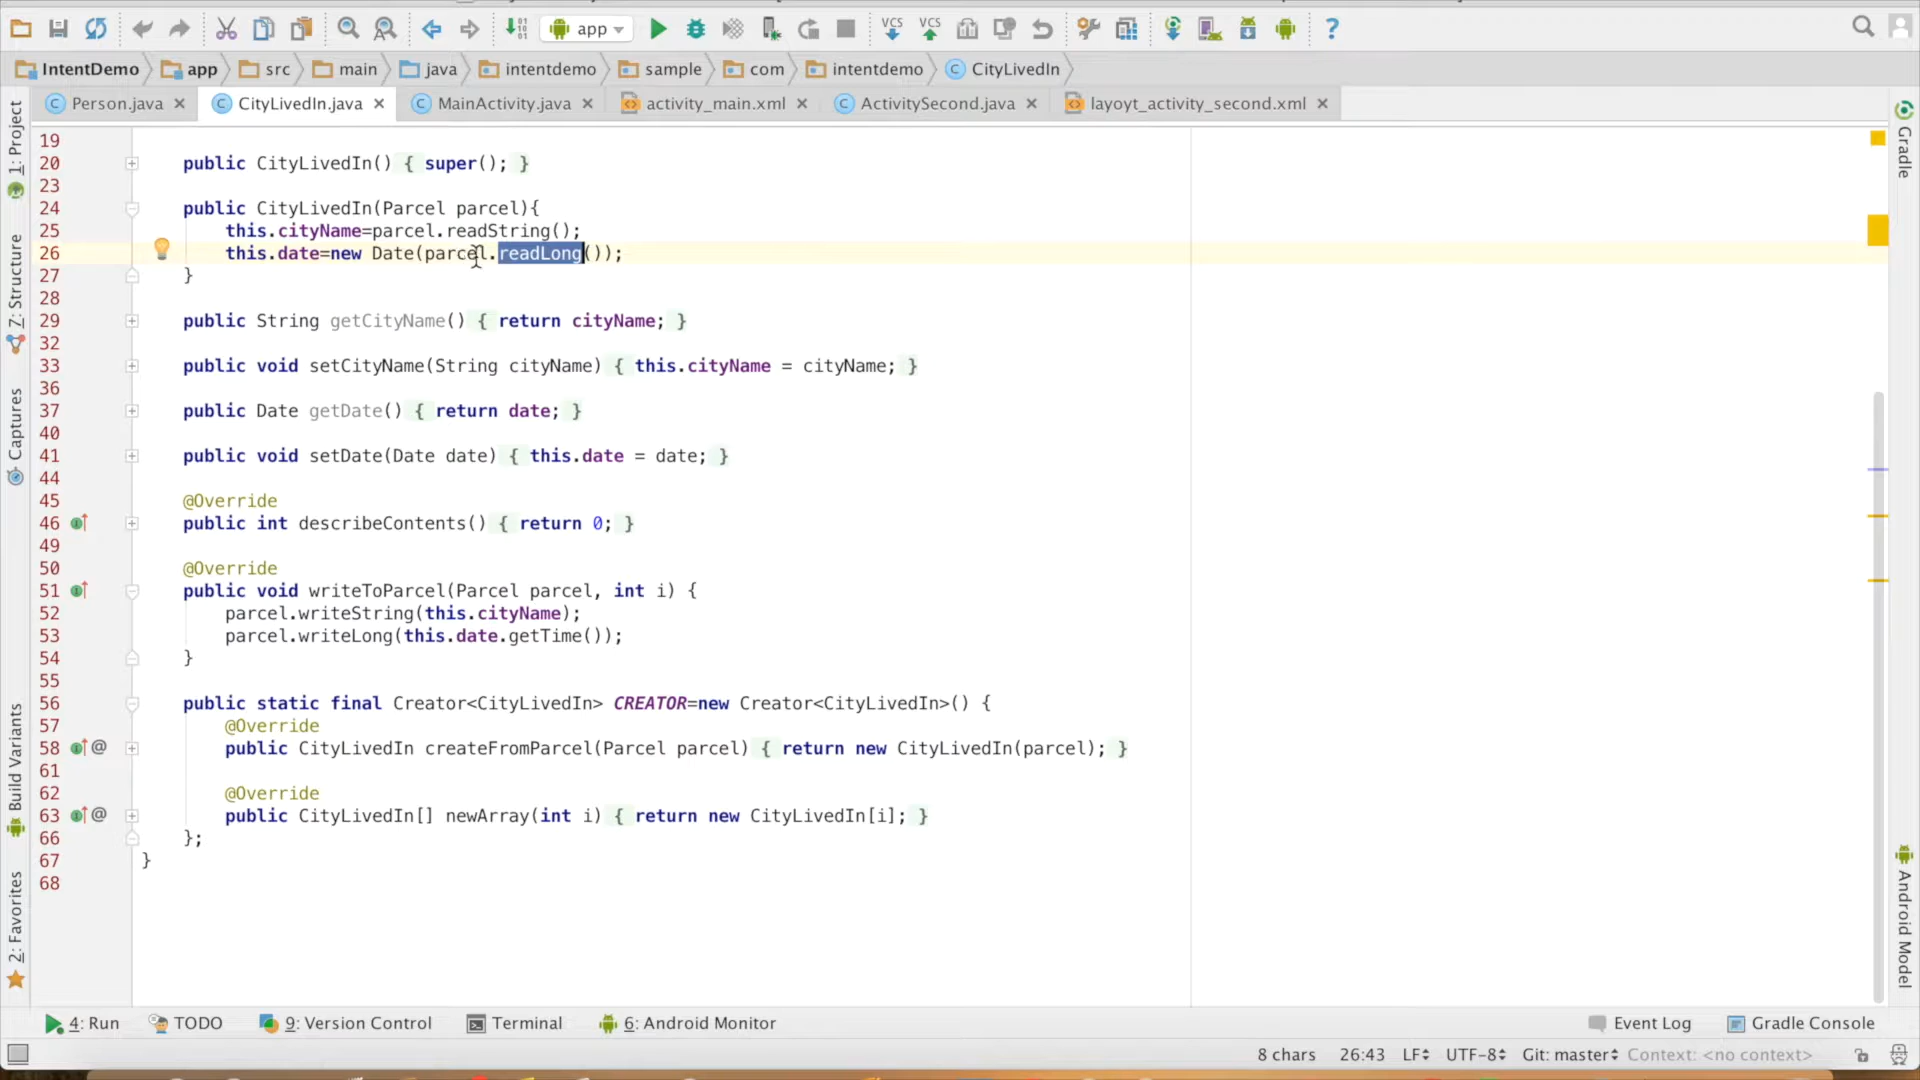 app
VCS VCS
IntentDemo app src main java intentdemo sample com intentdemo CityLivedIn
Person.java CityLivedIn.java MainActivity.java activity_main.xml ActivitySecond.java layoyt_activity_second.xml
1: Project
Z: Structure
Captures
Build Variants
2: Favorites
19
20 public CityLivedIn() { super(); }
23
24 public CityLivedIn(Parcel parcel){
25 this.cityName=parcel.readString();
26 this.date=new Date(parcel.readLong());
27 }
28
29 public String getCityName() { return cityName; }
32
33 public void setCityName(String cityName) { this.cityName = cityName; }
36
37 public Date getDate() { return date; }
40
41 public void setDate(Date date) { this.date = date; }
44
45 @Override
46 public int describeContents() { return 0; }
49
50 @Override
51 public void writeToParcel(Parcel parcel, int i) {
52 parcel.writeString(this.cityName);
53 parcel.writeLong(this.date.getTime());
54 }
55
56 public static final Creator<CityLivedIn> CREATOR=new Creator<CityLivedIn>() {
57 @Override
58 public CityLivedIn createFromParcel(Parcel parcel) { return new CityLivedIn(parcel); }
61
62 @Override
63 public CityLivedIn[] newArray(int i) { return new CityLivedIn[i]; }
66 };
67 }
68
Gradle
Android Model
4: Run TODO 9: Version Control Terminal 6: Android Monitor Event Log Gradle Console
8 chars 26:43 LF UTF-8 Git: master Context: <no context>